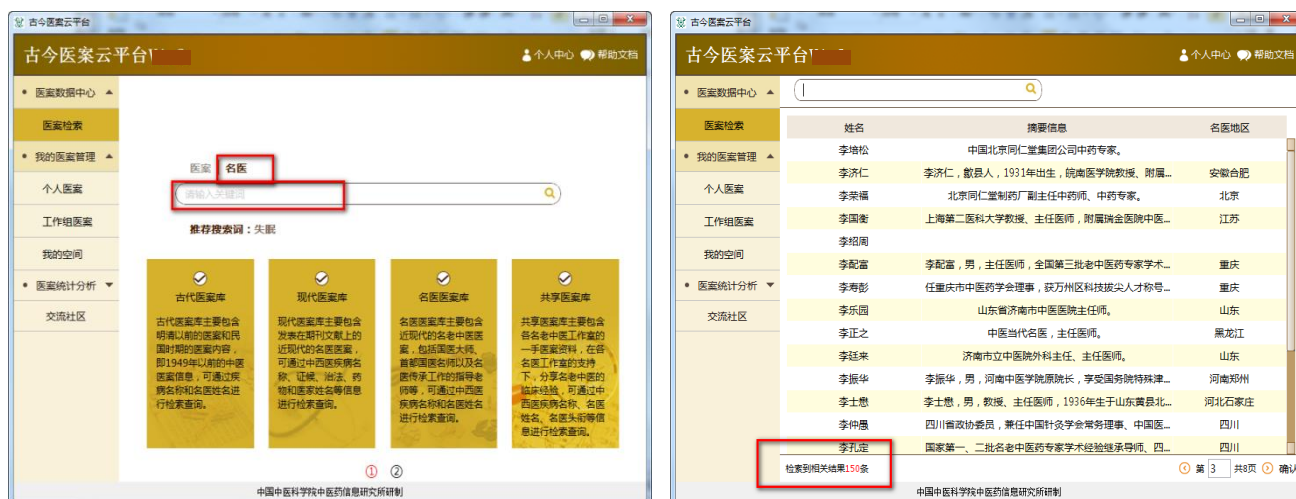 古今医案云平台
古今医案云平台
个人中心
帮助文档
医案数据中心
医案检索
我的医案管理
个人医案
工作组医案
我的空间
医案统计分析
交流社区
医案 名医
请输入关键词
推荐搜索词：失眠
古代医案库
古代医案库主要包含
明清以前的医案和民
国时期的医案内容，
即1949年以前的中医
医案信息，可通过疾
病名称和名医姓名进
行检索查询。
现代医案库
现代医案库主要包含
发表在期刊文献上的
近现代的名医医案，
可通过中西医疾病名
称、证候、治法、药
物和医家姓名等信息
进行检索查询。
名医医案库
名医医案库主要包含
近现代的名老中医医
案，包括国医大师、
首都国医名师以及名
医传承工作的指导老
师等，可通过中西医
疾病名称和名医姓名
进行检索查询。
共享医案库
共享医案库主要包含
各名老中医工作室的
一手医案资料，在各
名医工作室的支持
下，分享名老中医的
临床经验，可通过中
西医疾病名称、名医
姓名、名医头衔等信
息进行检索查询。
① ②
中国中医科学院中医药信息研究所研制
古今医案云平台
古今医案云平台
个人中心
帮助文档
医案数据中心
医案检索
我的医案管理
个人医案
工作组医案
我的空间
医案统计分析
交流社区
姓名 摘要信息 名医地区
李培松 中国北京同仁堂集团公司中药专家。
李济仁 李济仁，歙县人，1931年出生，皖南医学院教授、附属... 安徽合肥
李荣福 北京同仁堂制药厂副主任中药师、中药专家。 北京
李国衡 上海第二医科大学教授、主任医师，附属瑞金医院中医... 江苏
李绍周
李配富 李配富，男，主任医师，全国第三批老中医药专家学术... 重庆
李寿彭 任重庆市中医药学会理事，获万州区科技拔尖人才称号... 重庆
李乐园 山东省济南市中医医院主任师。 山东
李正之 中医当代名医，主任医师。 黑龙江
李廷来 济南市立中医院外科主任、主任医师。 山东
李振华 李振华，男，河南中医学院原院长，享受国务院特殊津... 河南郑州
李士懋 李士懋，男，教授、主任医师，1936年生于山东黄县北... 河北石家庄
李仲愚 四川省政协委员，兼任中国针灸学会常务理事、中国医... 四川
李孔定 国家第一、二批名老中医药专家学术经验继承导师、四... 四川
检索到相关结果150条
第 3 共8页 确认
中国中医科学院中医药信息研究所研制